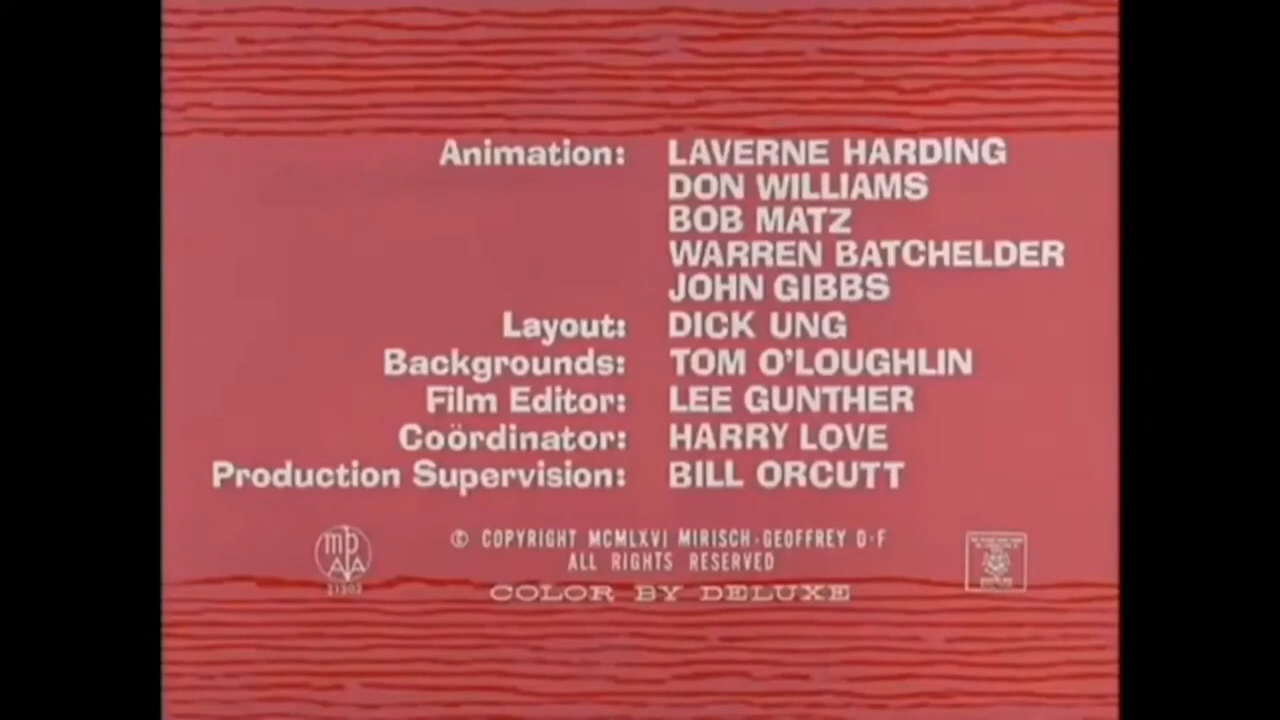 Animation: LAVERNE HARDING
DON WILLIAMS
BOB MATZ
WARREN BATCHELDER
JOHN GIBBS
Layout: DICK UNG
Backgrounds: TOM O'LOUGHLIN
Film Editor: LEE GUNTHER
Coördinator: HARRY LOVE
Production Supervision: BILL ORCUTT
© COPYRIGHT MCMLXVI MIRISCH-GEOFFREY D-F
ALL RIGHTS RESERVED
COLOR BY DELUXE
mp
AA